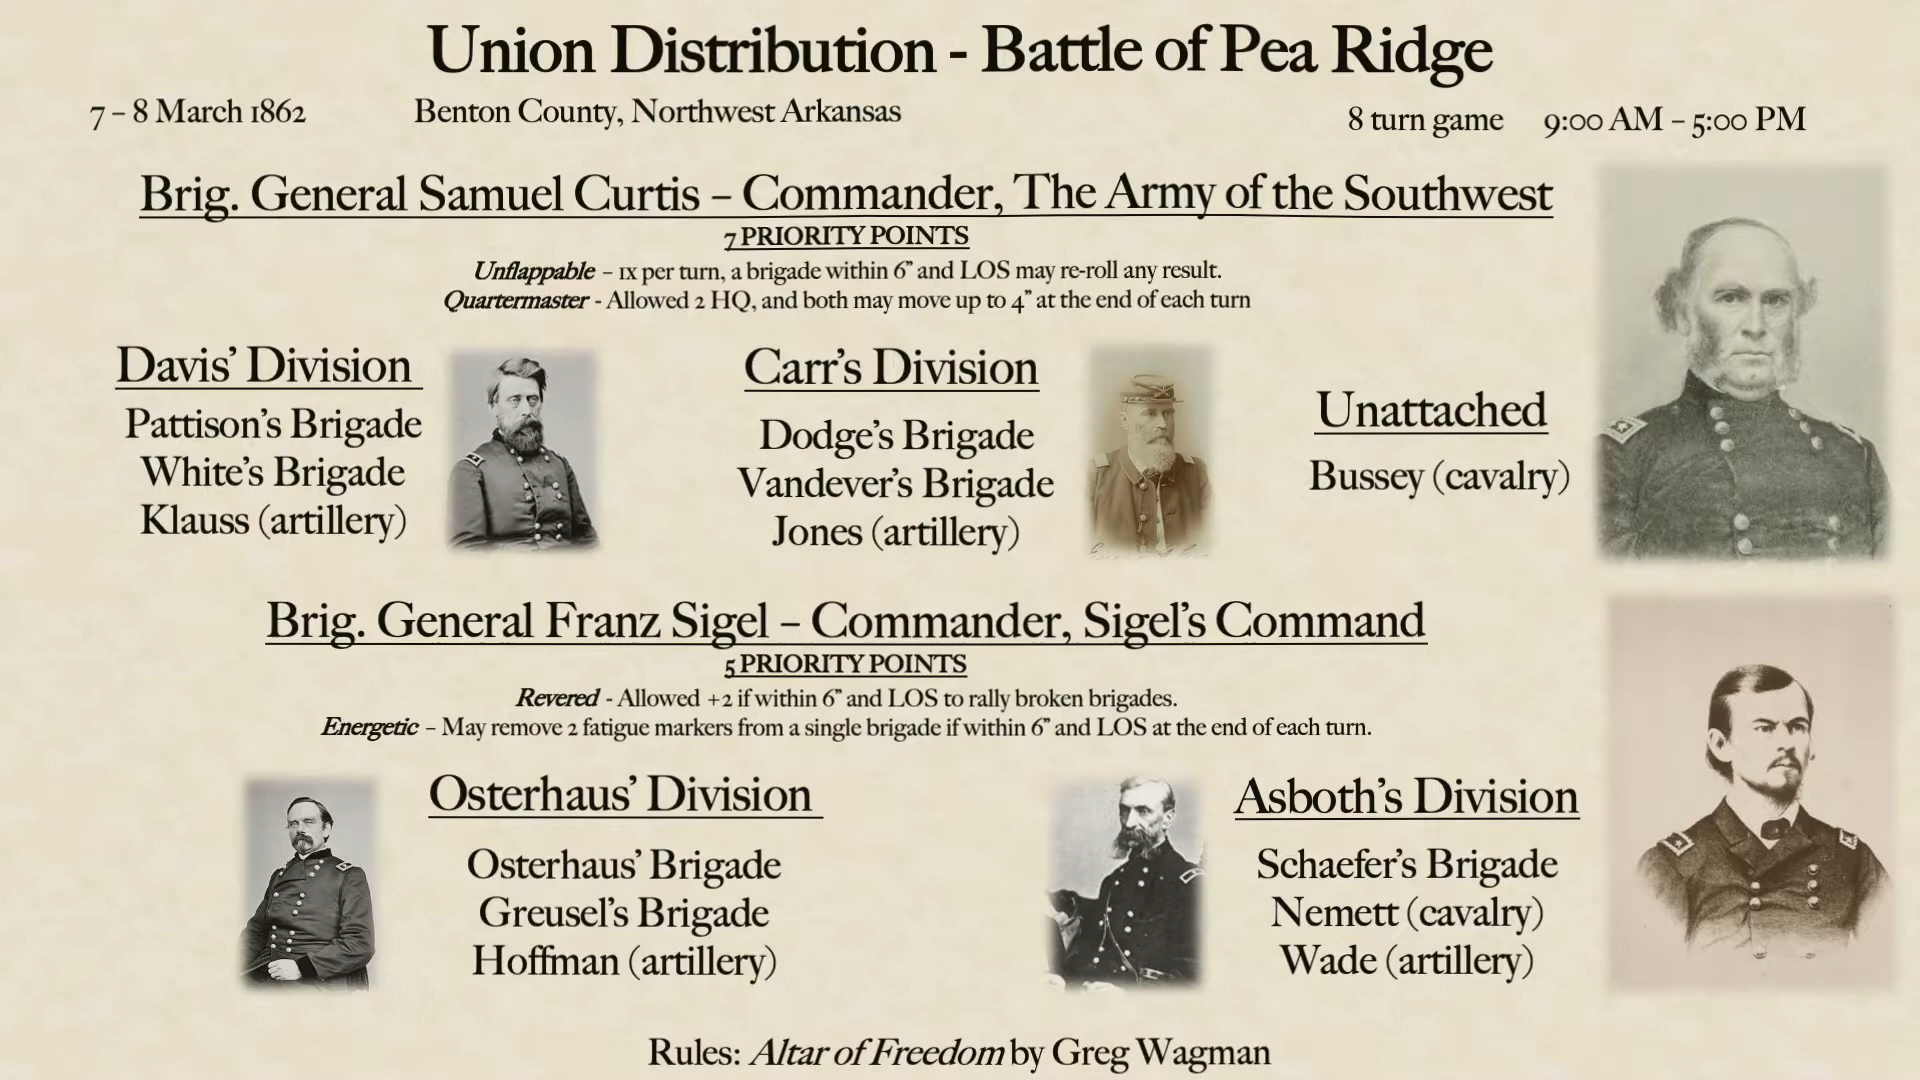 Union Distribution - Battle of Pea Ridge
7 – 8 March 1862
Benton County, Northwest Arkansas
8 turn game 9:00 AM – 5:00 PM
Brig. General Samuel Curtis – Commander, The Army of the Southwest
7 PRIORITY POINTS
Unflappable – 1x per turn, a brigade within 6” and LOS may re-roll any result.
Quartermaster - Allowed 2 HQ, and both may move up to 4” at the end of each turn
Davis’ Division
Pattison’s Brigade
White’s Brigade
Klauss (artillery)
Carr’s Division
Dodge’s Brigade
Vandever’s Brigade
Jones (artillery)
Unattached
Bussey (cavalry)
Brig. General Franz Sigel – Commander, Sigel’s Command
5 PRIORITY POINTS
Revered - Allowed +2 if within 6” and LOS to rally broken brigades.
Energetic – May remove 2 fatigue markers from a single brigade if within 6” and LOS at the end of each turn.
Osterhaus’ Division
Osterhaus’ Brigade
Greusel’s Brigade
Hoffman (artillery)
Asboth’s Division
Schaefer’s Brigade
Nemett (cavalry)
Wade (artillery)
Rules: Altar of Freedom by Greg Wagman